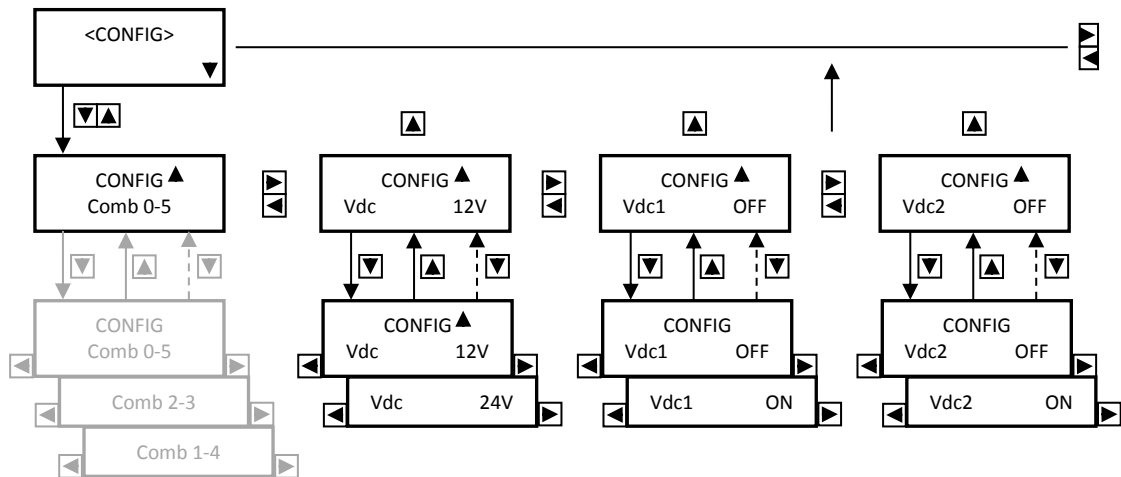 <CONFIG>
CONFIG
Comb 0-5
CONFIG
Vdc 12V
CONFIG
Vdc1 OFF
CONFIG
Vdc2 OFF
CONFIG
Comb 0-5
Comb 2-3
Comb 1-4
CONFIG
Vdc 12V
Vdc 24V
CONFIG
Vdc1 OFF
Vdc1 ON
CONFIG
Vdc2 OFF
Vdc2 ON